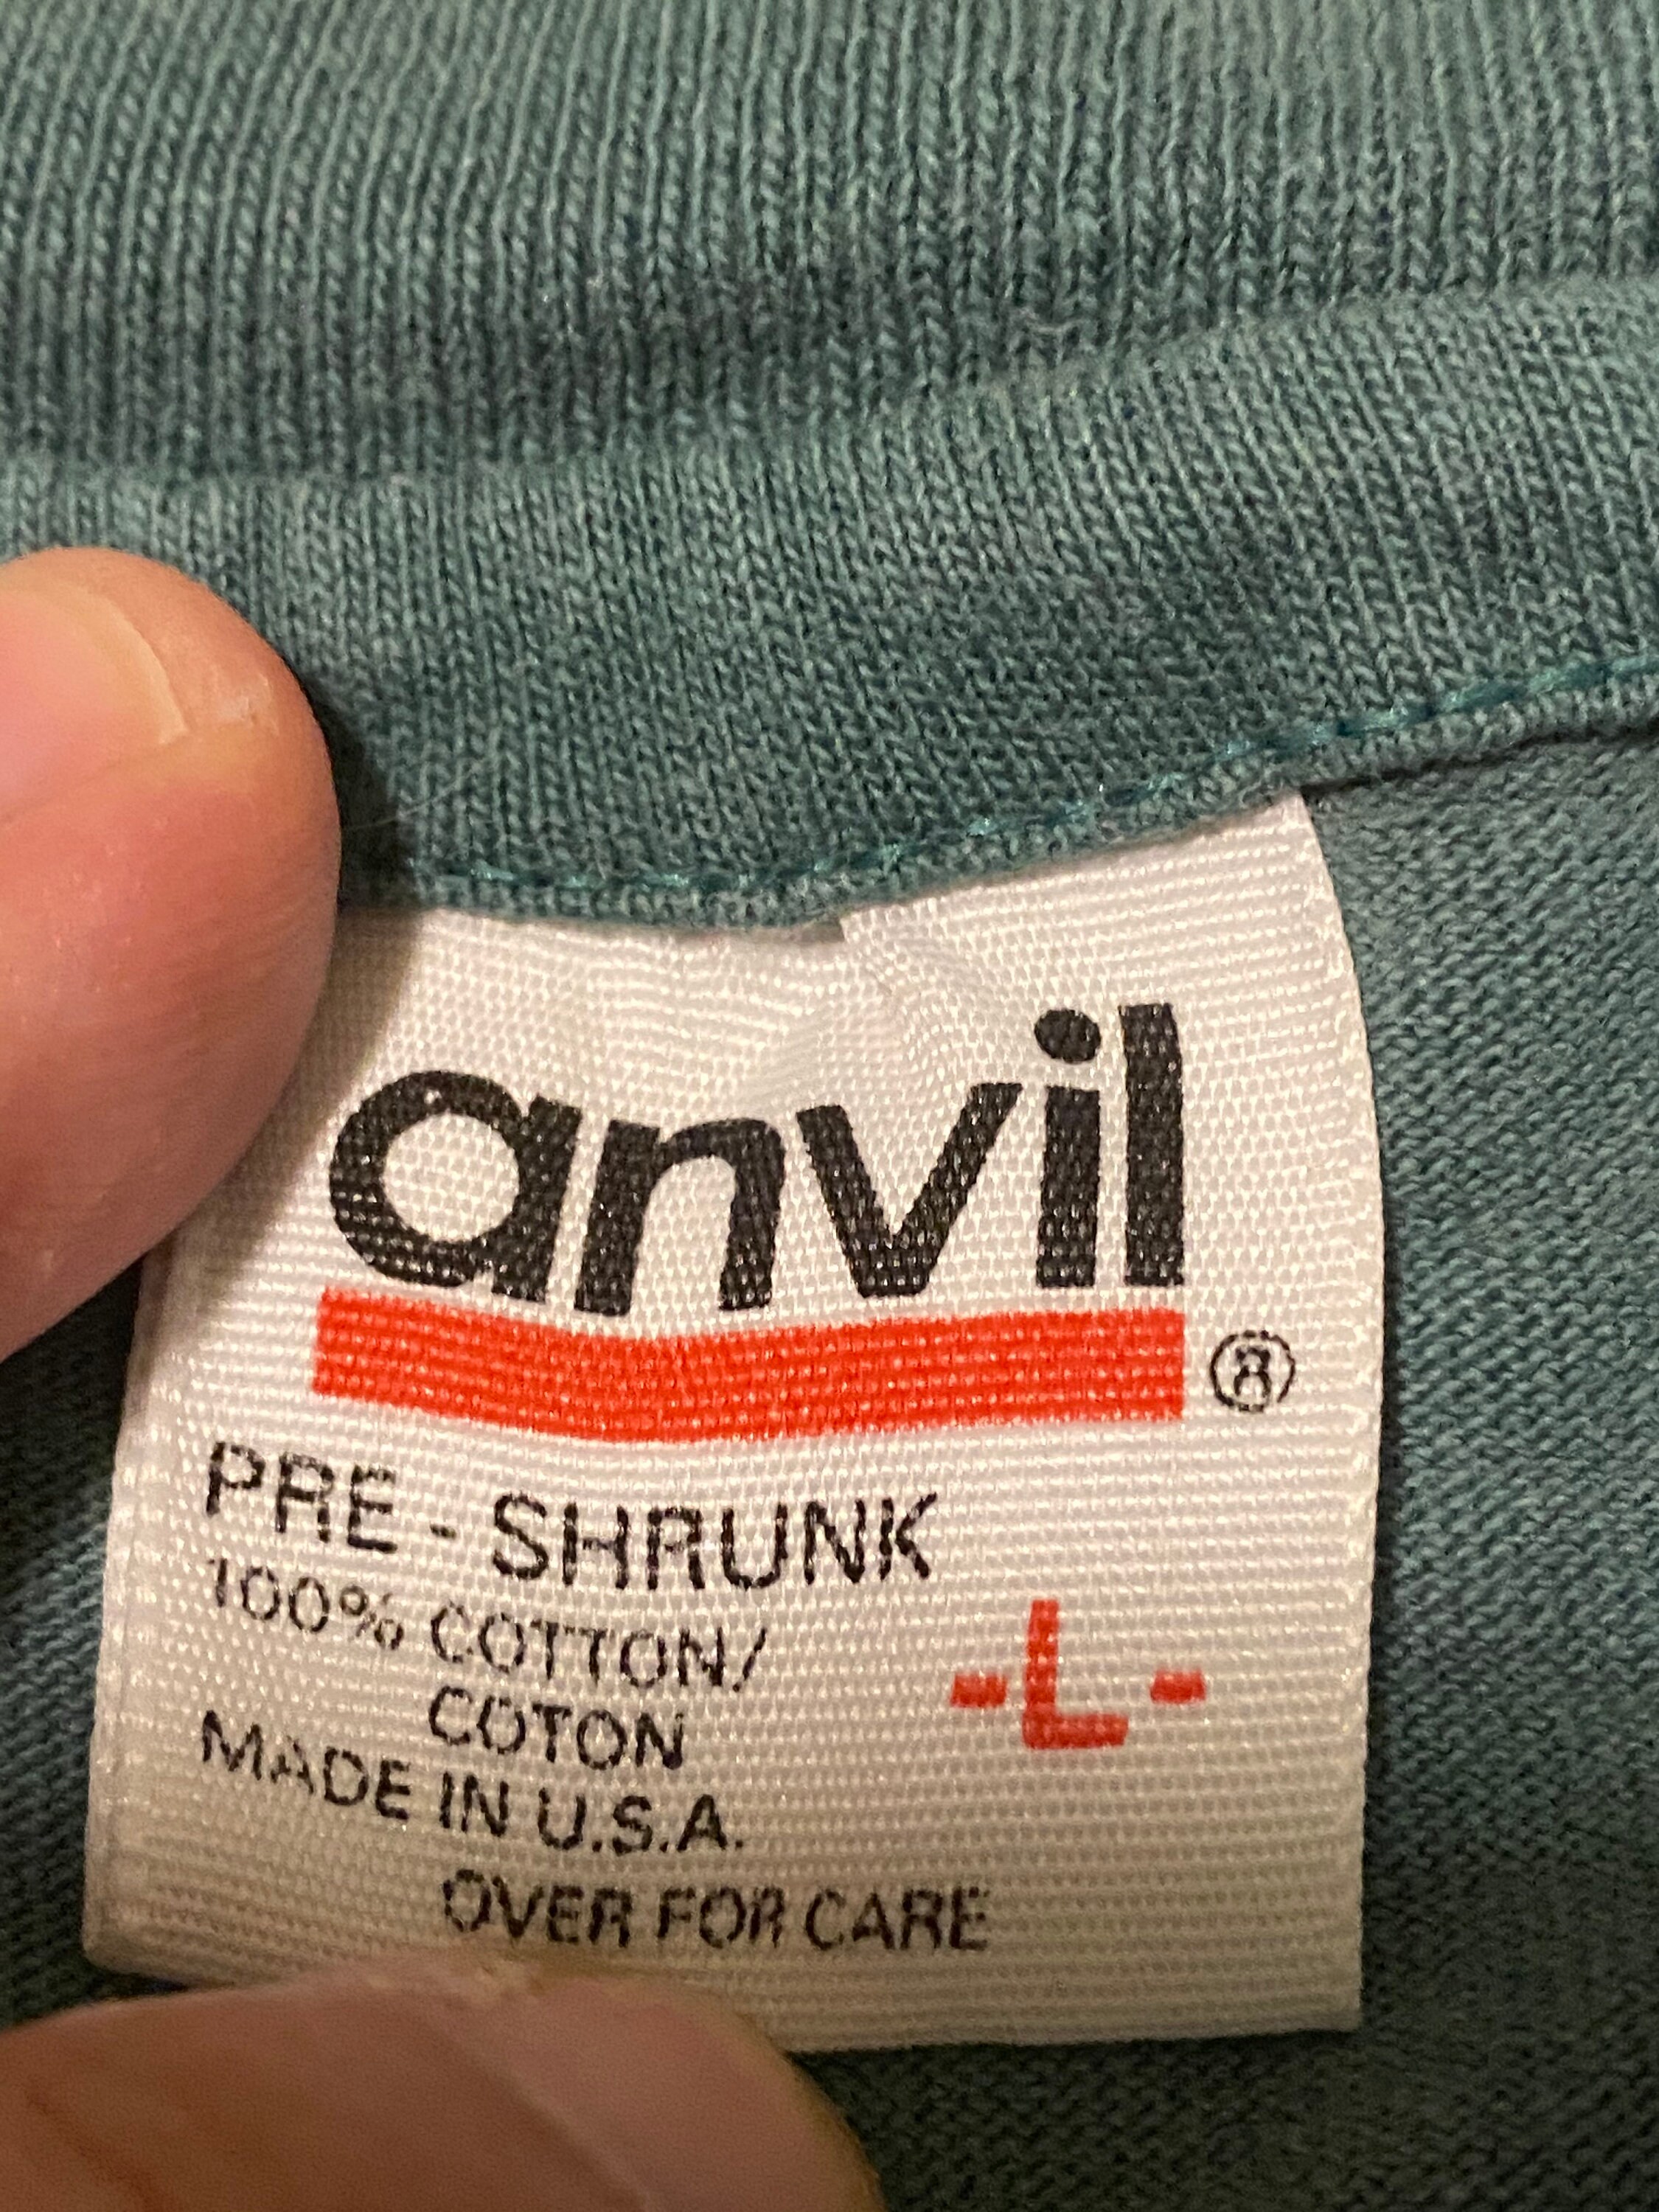 anvil
®
PRE-SHRUNK
100% COTTON/
COTON
-L-
MADE IN U.S.A.
OVER FOR CARE